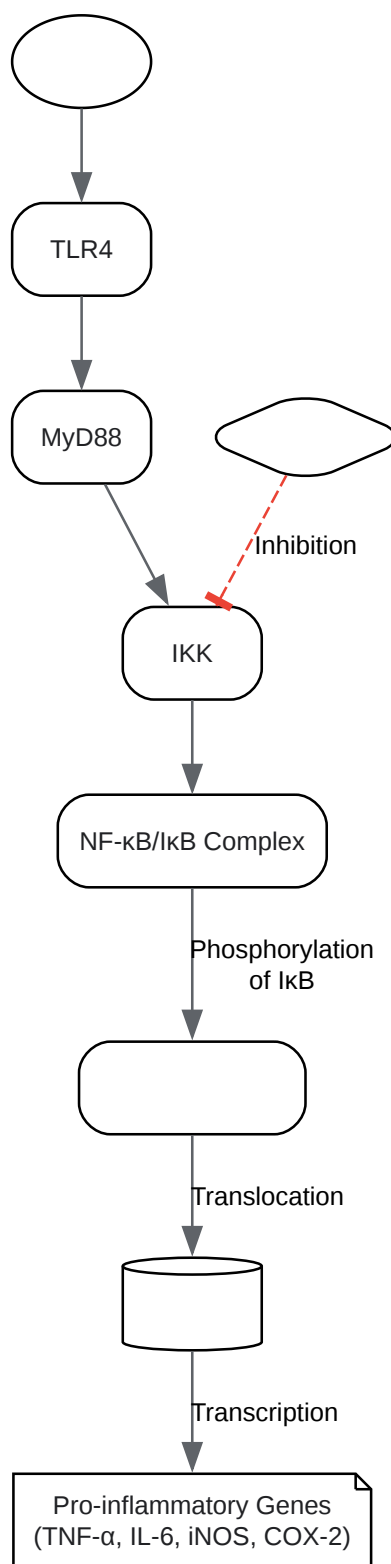 TLR4
MyD88
Inhibition
IKK
NF-κB/IκB Complex
Phosphorylation
of IκB
Translocation
Transcription
Pro-inflammatory Genes
(TNF-α, IL-6, iNOS, COX-2)